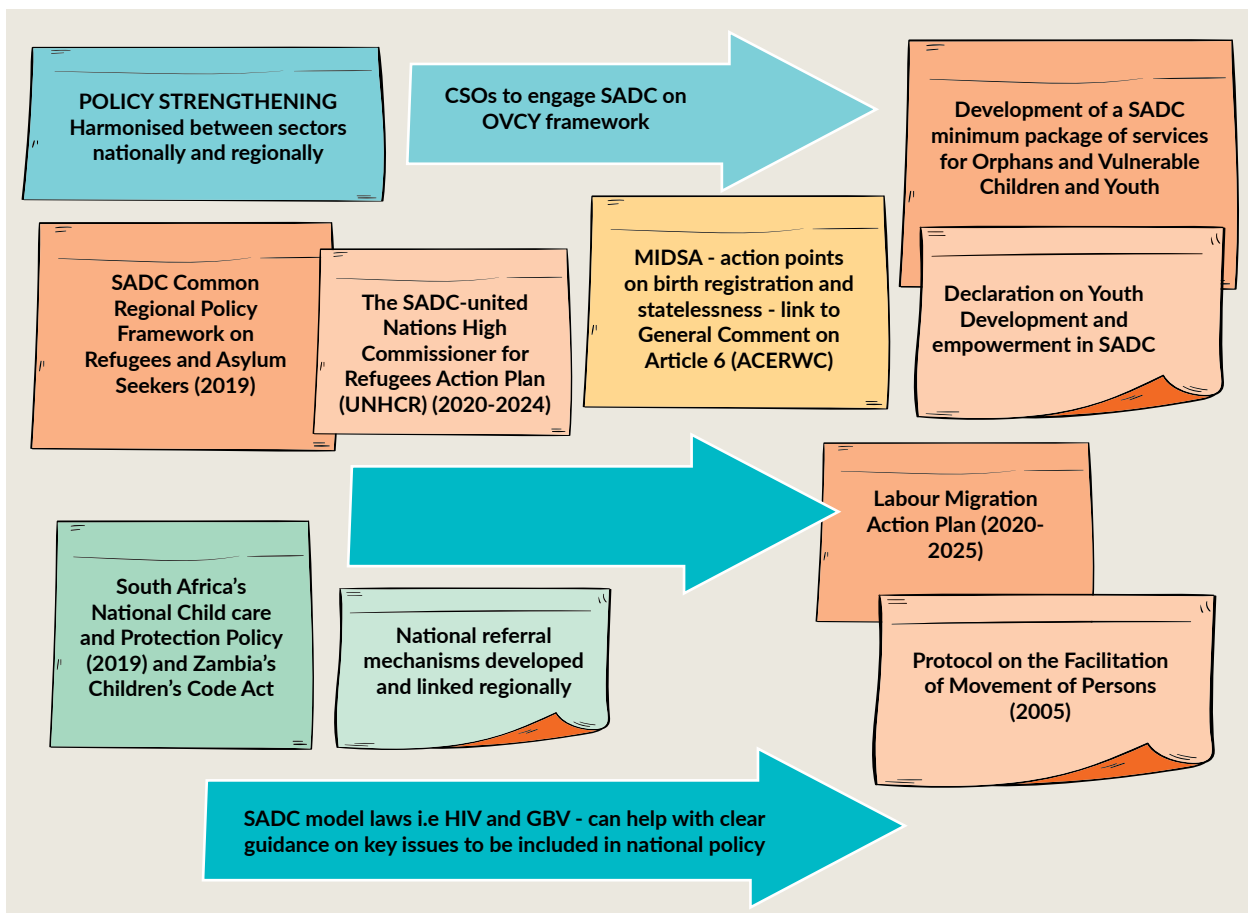 POLICY STRENGTHENING
Harmonised between sectors
nationally and regionally
CSOs to engage SADC on
OVCY framework
Development of a SADC
minimum package of services
for Orphans and Vulnerable
Children and Youth
SADC Common
Regional Policy
Framework on
Refugees and Asylum
Seekers (2019)
The SADC-united
Nations High
Commissioner for
Refugees Action Plan
(UNHCR) (2020-2024)
MIDSA - action points
on birth registration and
statelessness - link to
General Comment on
Article 6 (ACERWC)
Declaration on Youth
Development and
empowerment in SADC
Labour Migration
Action Plan (2020-
2025)
South Africa’s
National Child care
and Protection Policy
(2019) and Zambia’s
Children’s Code Act
National referral
mechanisms developed
and linked regionally
Protocol on the Facilitation
of Movement of Persons
(2005)
SADC model laws i.e HIV and GBV - can help with clear
guidance on key issues to be included in national policy